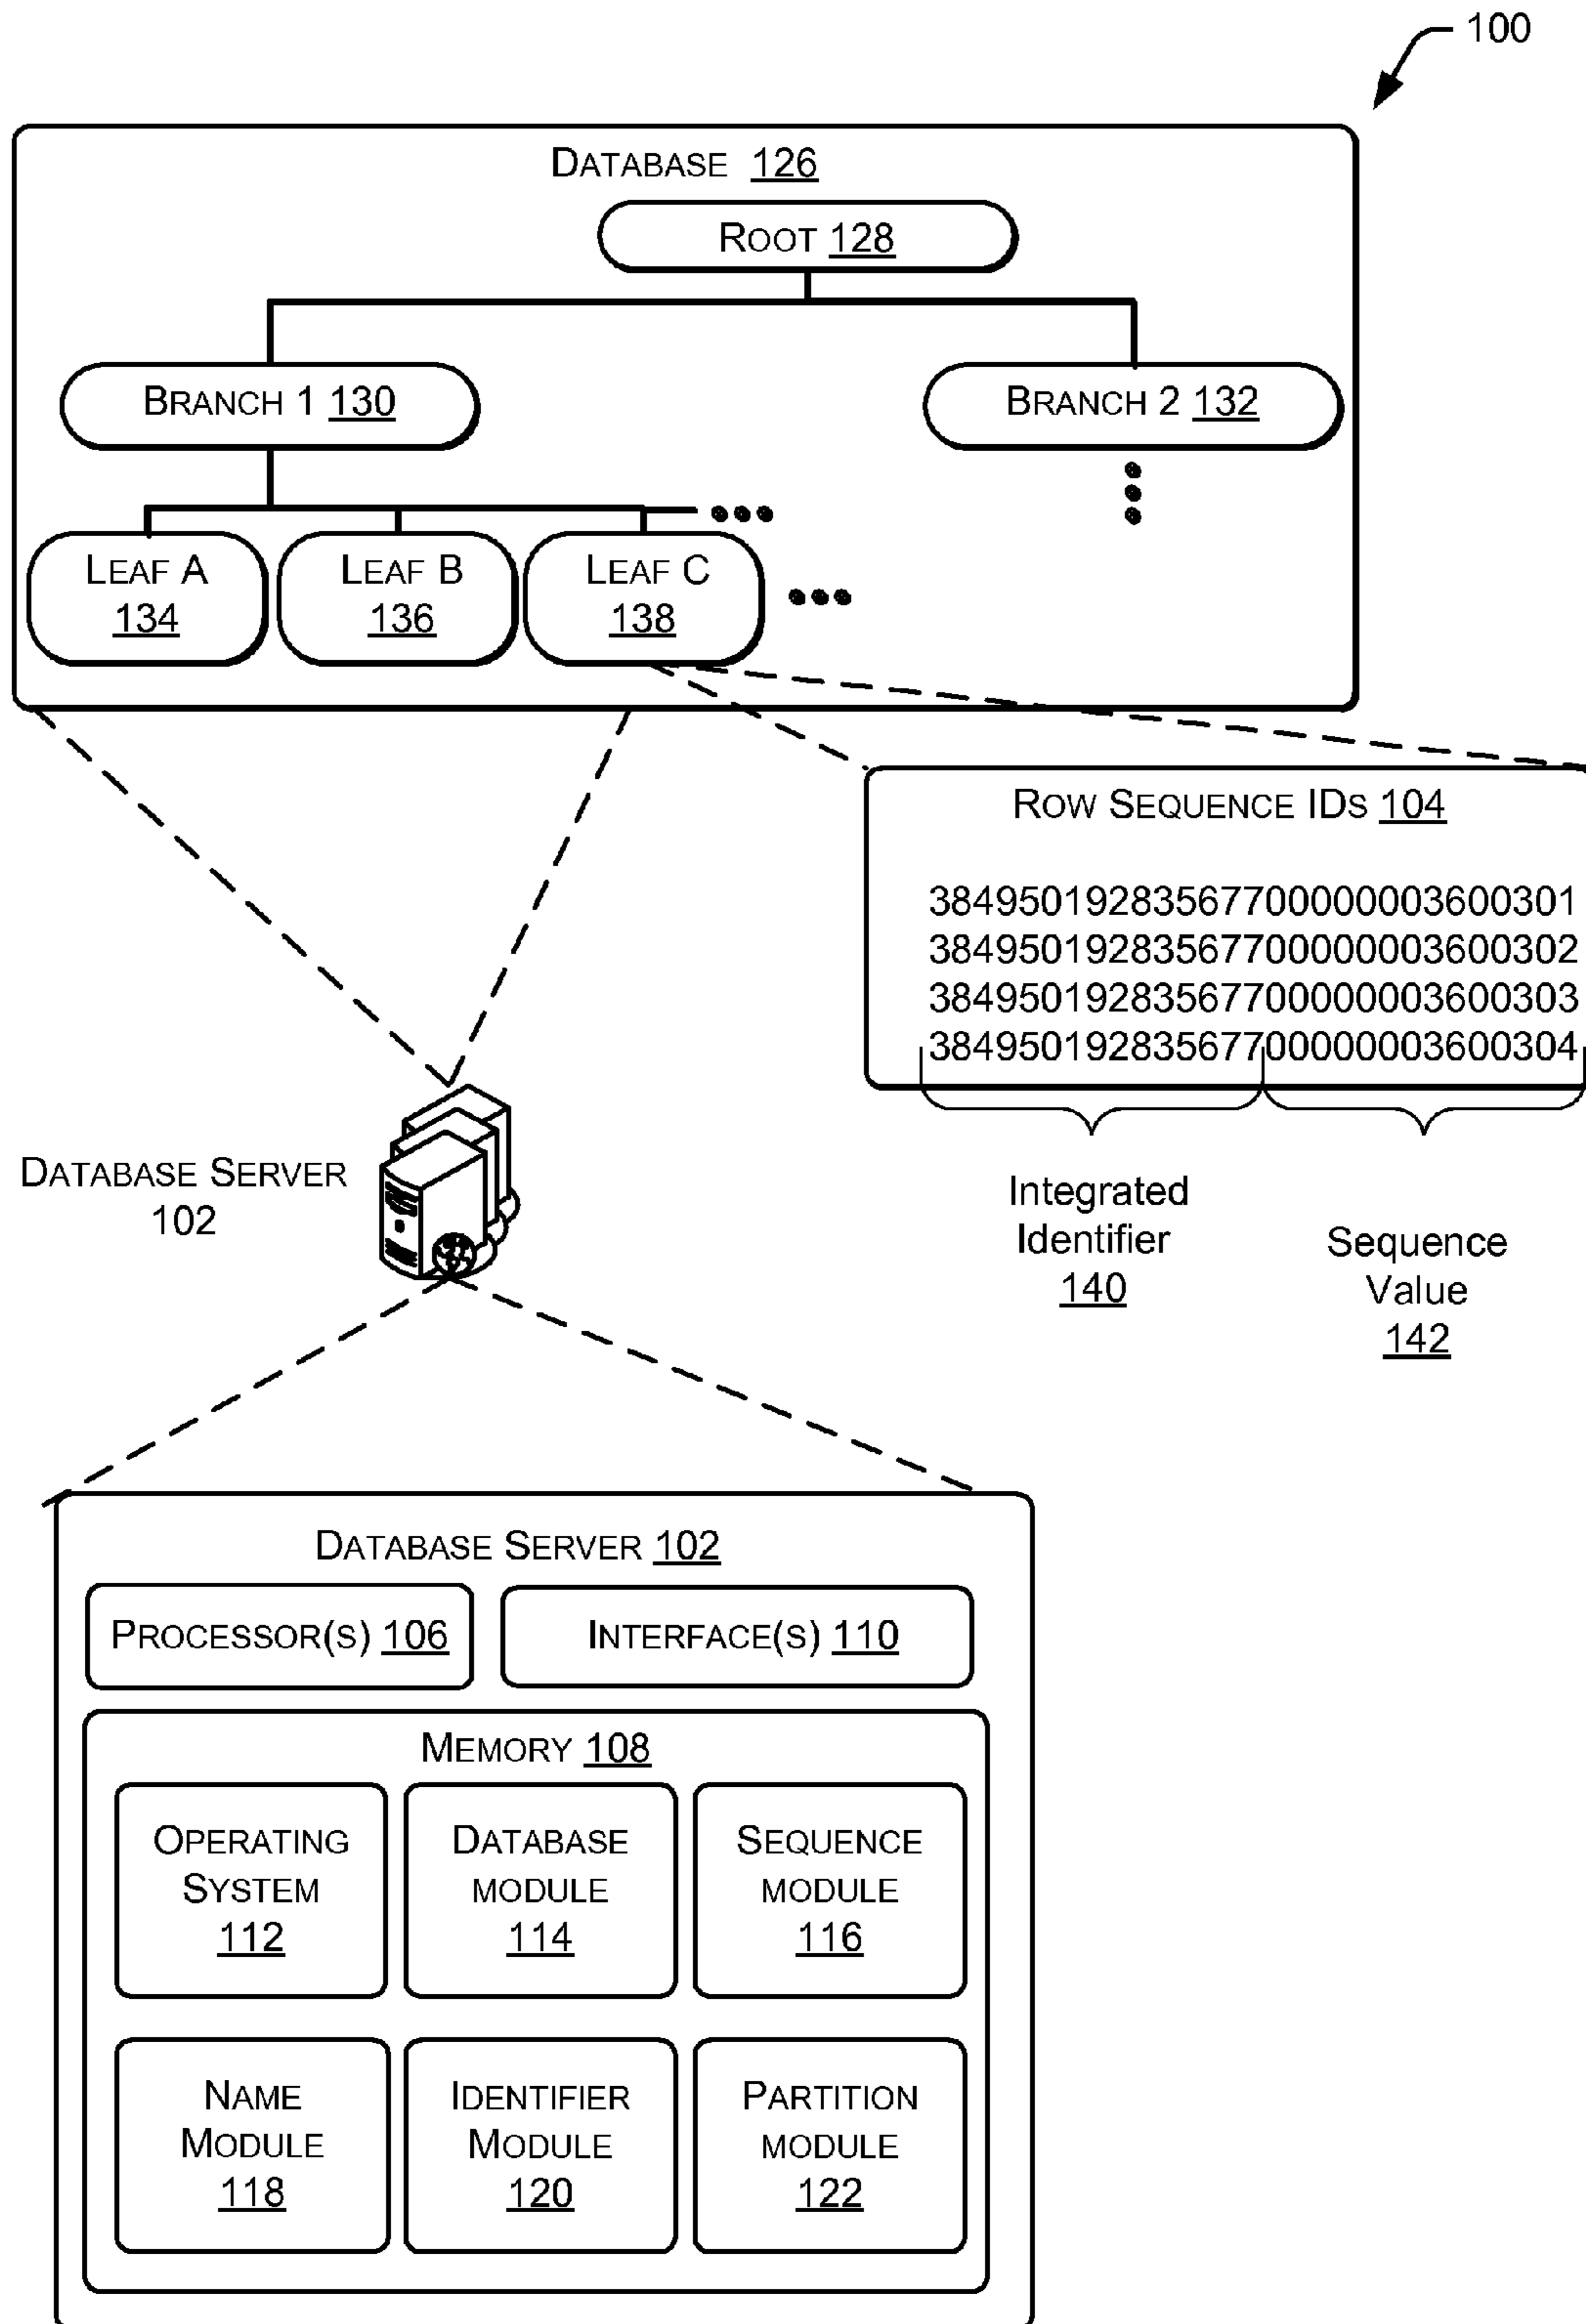 100
Database 126
Root 128
Branch 1 130
Branch 2 132
Leaf A
134
Leaf B
136
Leaf C
138
Row Sequence IDs 104
38495019283567700000003600301
38495019283567700000003600302
38495019283567700000003600303
38495019283567700000003600304
Integrated
Identifier
140
Sequence
Value
142
Database Server
102
Database Server 102
Processor(s) 106
Interface(s) 110
Memory 108
Operating
System
112
Database
module
114
Sequence
module
116
Name
Module
118
Identifier
Module
120
Partition
module
122